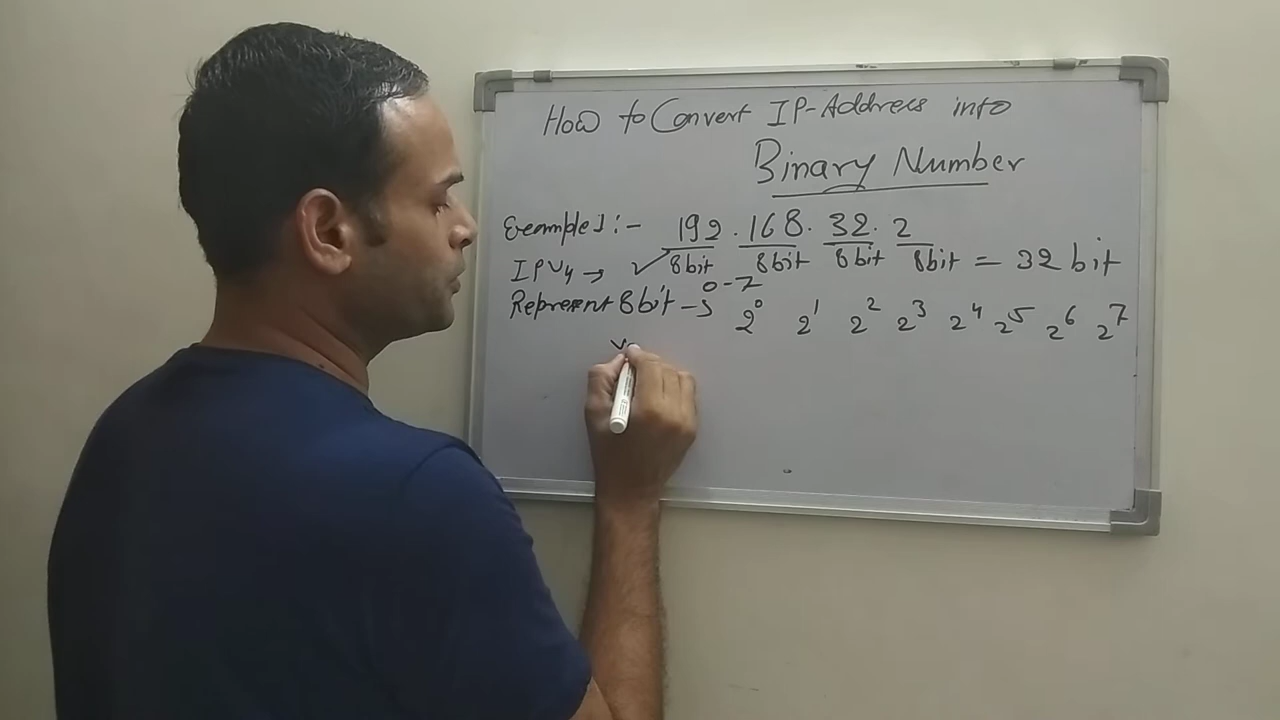 How to Convert IP-Address into
Binary Number
Example 1 :- 192.168.32.2
IPV4 → ✓ 8bit 8bit 8bit 8bit = 32 bit
0-7
Represent 8bit → 2⁰ 2¹ 2² 2³ 2⁴ 2⁵ 2⁶ 2⁷